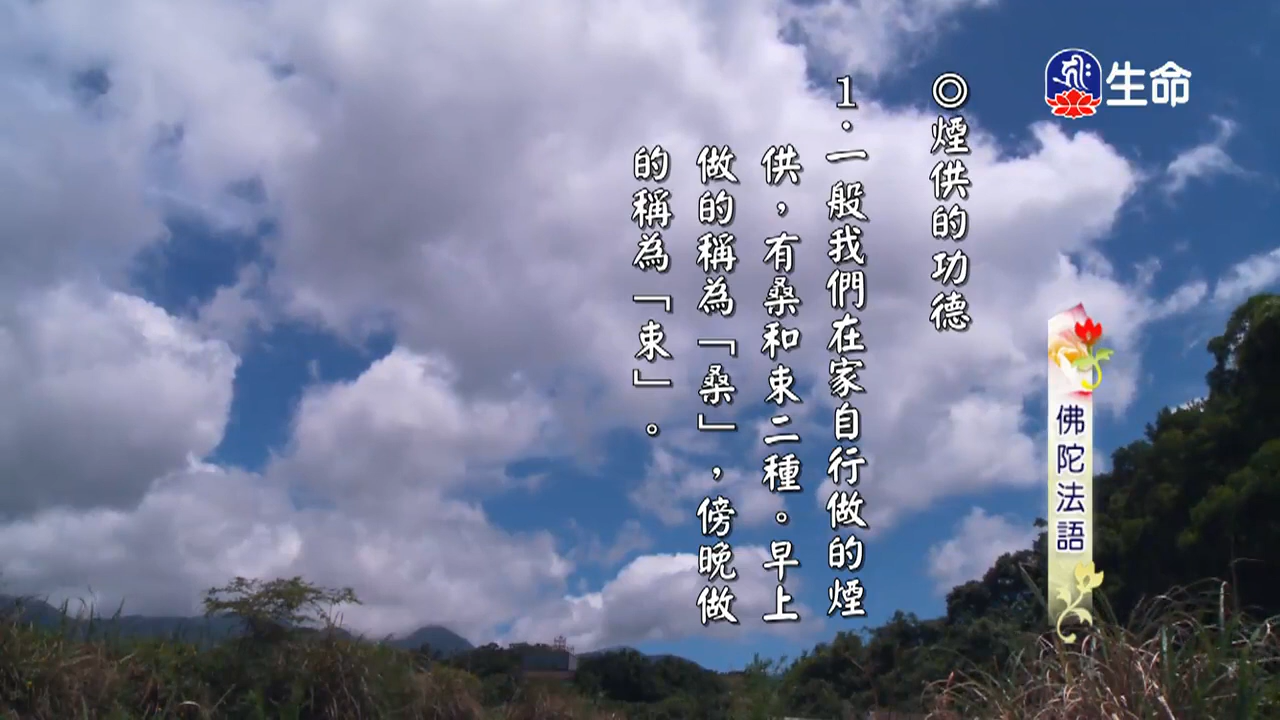 ◎煙供的功德
1．一般我們在家自行做的煙
供，有桑和束二種。早上
做的稱為「桑」，傍晚做
的稱為「束」。
生命
佛陀法語